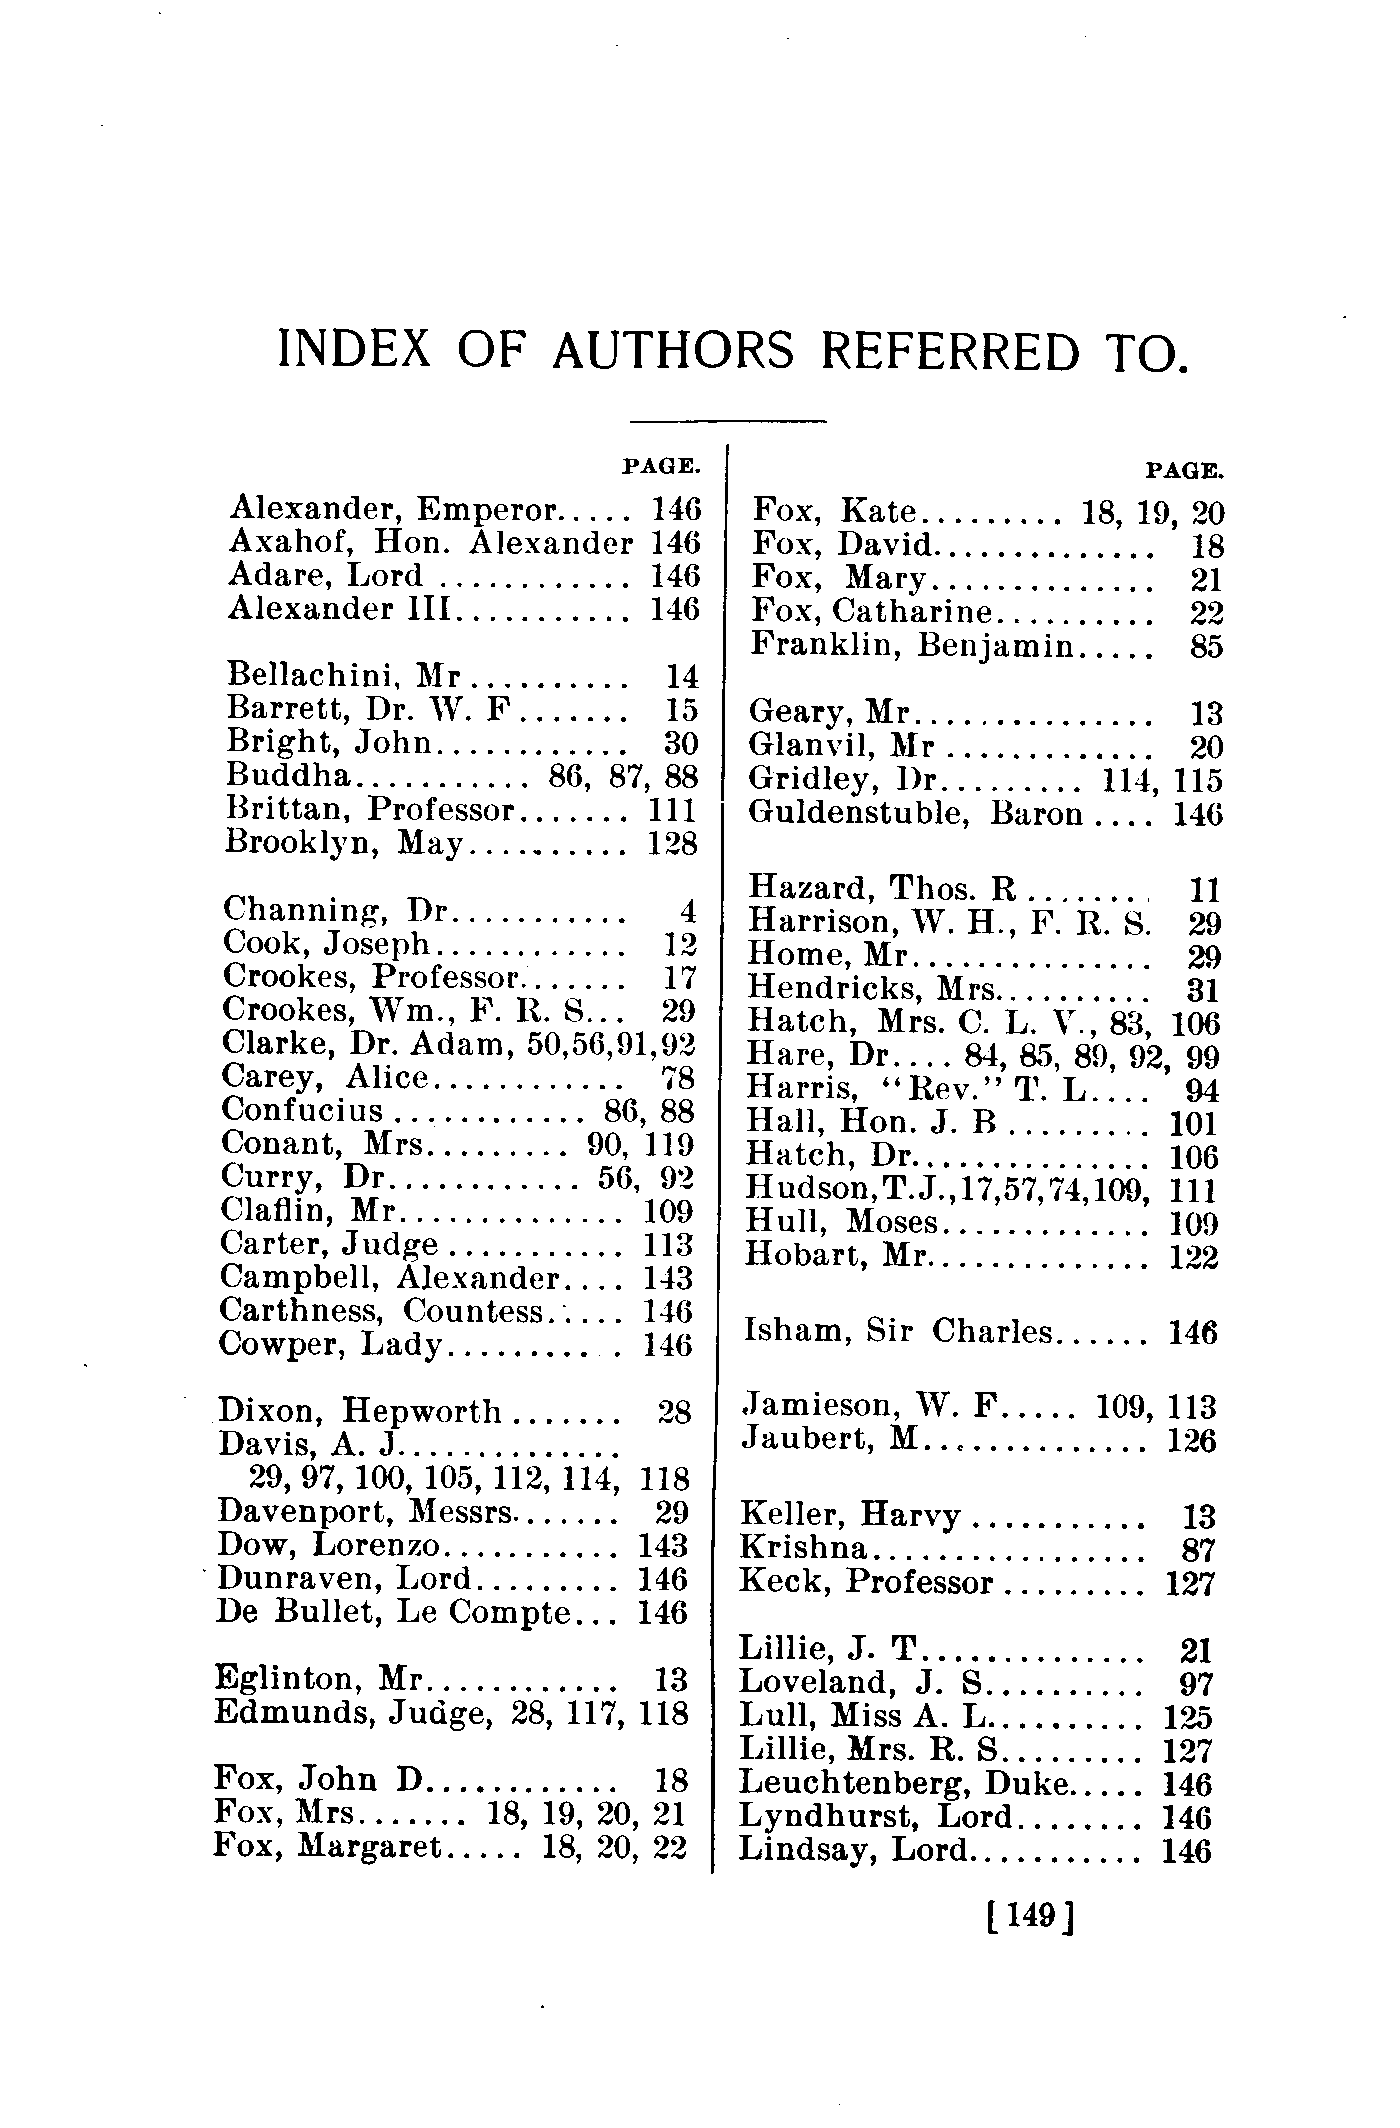 INDEX OF AUTHORS REFERRED TO.
PAGE.
Alexander, Emperor..... 146
Axahof, Hon. Alexander 146
Adare, Lord ............ 146
Alexander III........... 146
Bellachini, Mr .......... 14
Barrett, Dr. W. F....... 15
Bright, John............ 30
Buddha........... 86, 87, 88
Brittan, Professor....... 111
Brooklyn, May.......... 128
Channing, Dr........... 4
Cook, Joseph............ 12
Crookes, Professor....... 17
Crookes, Wm., F. R. S... 29
Clarke, Dr. Adam, 50,56,91,92
Carey, Alice............ 78
Confucius ............ 86, 88
Conant, Mrs......... 90, 119
Curry, Dr............ 56, 92
Claflin, Mr.............. 109
Carter, Judge ........... 113
Campbell, Alexander.... 143
Carthness, Countess..... 146
Cowper, Lady........... 146
Dixon, Hepworth ....... 28
Davis, A. J..............
29, 97, 100, 105, 112, 114, 118
Davenport, Messrs....... 29
Dow, Lorenzo........... 143
Dunraven, Lord......... 146
De Bullet, Le Compte... 146
Eglinton, Mr............ 13
Edmunds, Judge, 28, 117, 118
Fox, John D............ 18
Fox, Mrs....... 18, 19, 20, 21
Fox, Margaret..... 18, 20, 22
PAGE.
Fox, Kate......... 18, 19, 20
Fox, David.............. 18
Fox, Mary.............. 21
Fox, Catharine.......... 22
Franklin, Benjamin..... 85
Geary, Mr............... 13
Glanvil, Mr ............. 20
Gridley, Dr......... 114, 115
Guldenstuble, Baron .... 146
Hazard, Thos. R ........ 11
Harrison, W. H., F. R. S. 29
Home, Mr............... 29
Hendricks, Mrs.......... 31
Hatch, Mrs. C. L. V., 83, 106
Hare, Dr.... 84, 85, 89, 92, 99
Harris, "Rev." T. L.... 94
Hall, Hon. J. B ......... 101
Hatch, Dr............... 106
Hudson,T.J.,17,57,74,109, 111
Hull, Moses............. 109
Hobart, Mr.............. 122
Isham, Sir Charles...... 146
Jamieson, W. F..... 109, 113
Jaubert, M.............. 126
Keller, Harvy ........... 13
Krishna................. 87
Keck, Professor ......... 127
Lillie, J. T.............. 21
Loveland, J. S.......... 97
Lull, Miss A. L.......... 125
Lillie, Mrs. R. S......... 127
Leuchtenberg, Duke..... 146
Lyndhurst, Lord........ 146
Lindsay, Lord........... 146
[ 149 ]